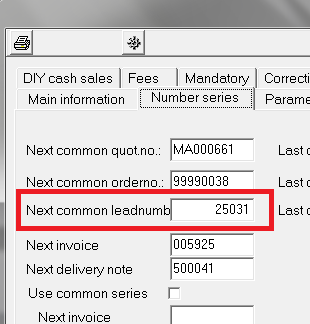 DIY cash sales Fees Mandatory Correcti
Main information Number series Parame
Next common quot.no.: MA000661 Last c
Next common orderno.: 99990038 Last c
Next common leadnumb 25031 Last c
Next invoice 005925
Next delivery note 500041
Use common series
Next invoice